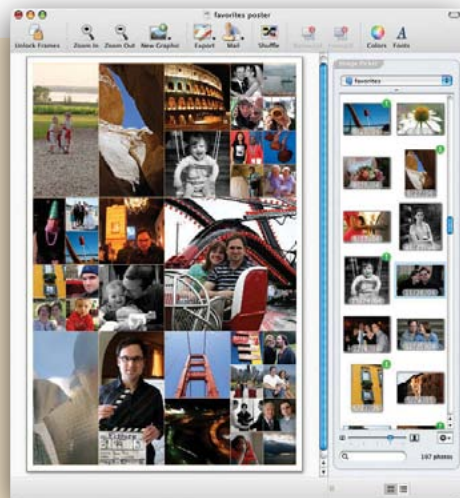 favorites poster
Unlock Frames Zoom In Zoom Out New Graphic Export Mail Shuffle Colors Fonts
Image Picker
favorites
167 photos